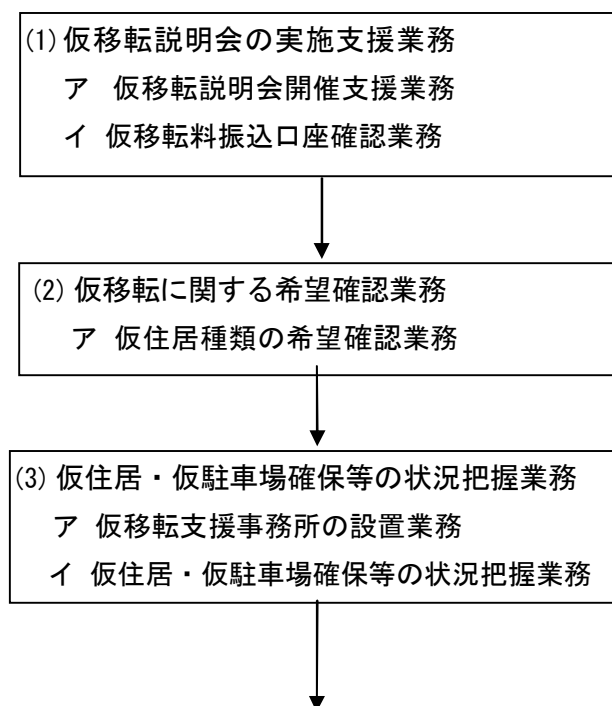 (1) 仮移転説明会の実施支援業務
ア 仮移転説明会開催支援業務
イ 仮移転料振込口座確認業務
(2) 仮移転に関する希望確認業務
ア 仮住居種類の希望確認業務
(3) 仮住居・仮駐車場確保等の状況把握業務
ア 仮移転支援事務所の設置業務
イ 仮住居・仮駐車場確保等の状況把握業務